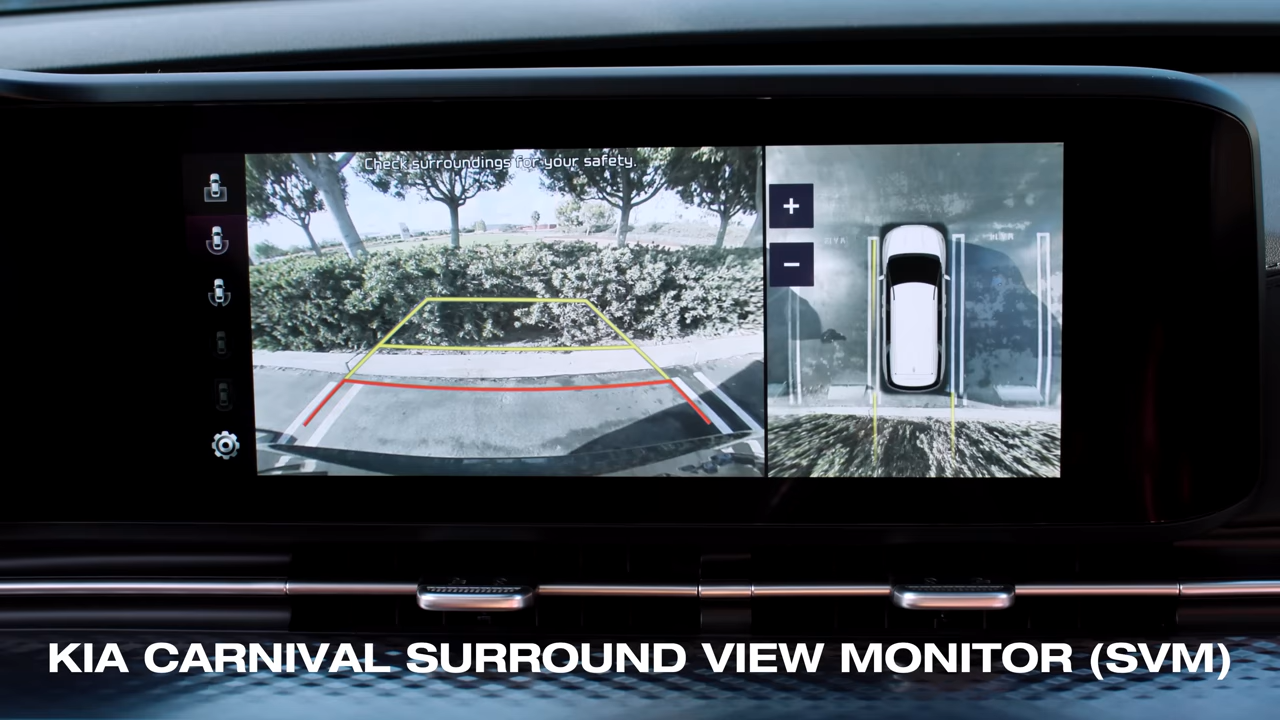 Check surroundings for your safety.
+
−
KIA CARNIVAL SURROUND VIEW MONITOR (SVM)